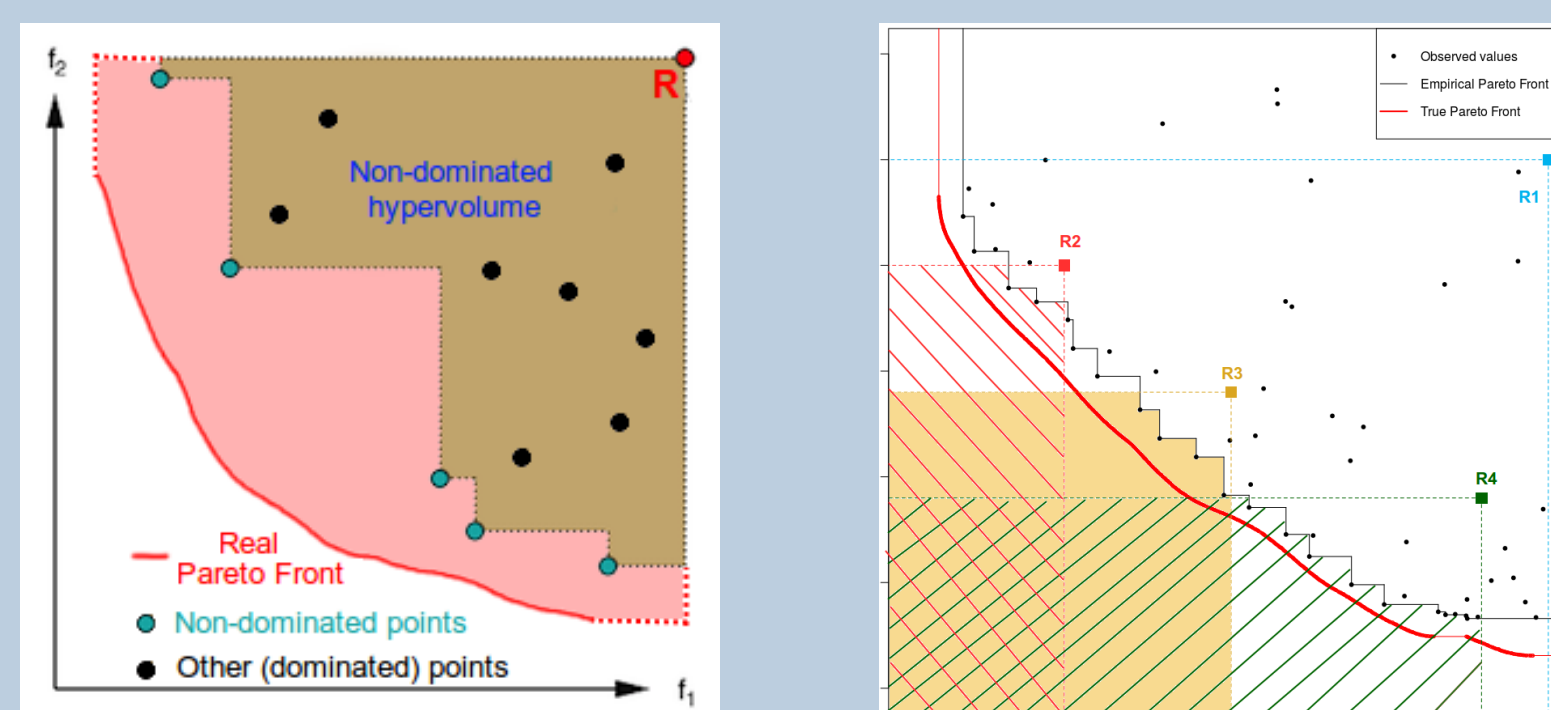 f2
R
Non-dominated
hypervolume
Real
Pareto Front
Non-dominated points
Other (dominated) points
f1
Observed values
Empirical Pareto Front
True Pareto Front
R1
R2
R3
R4